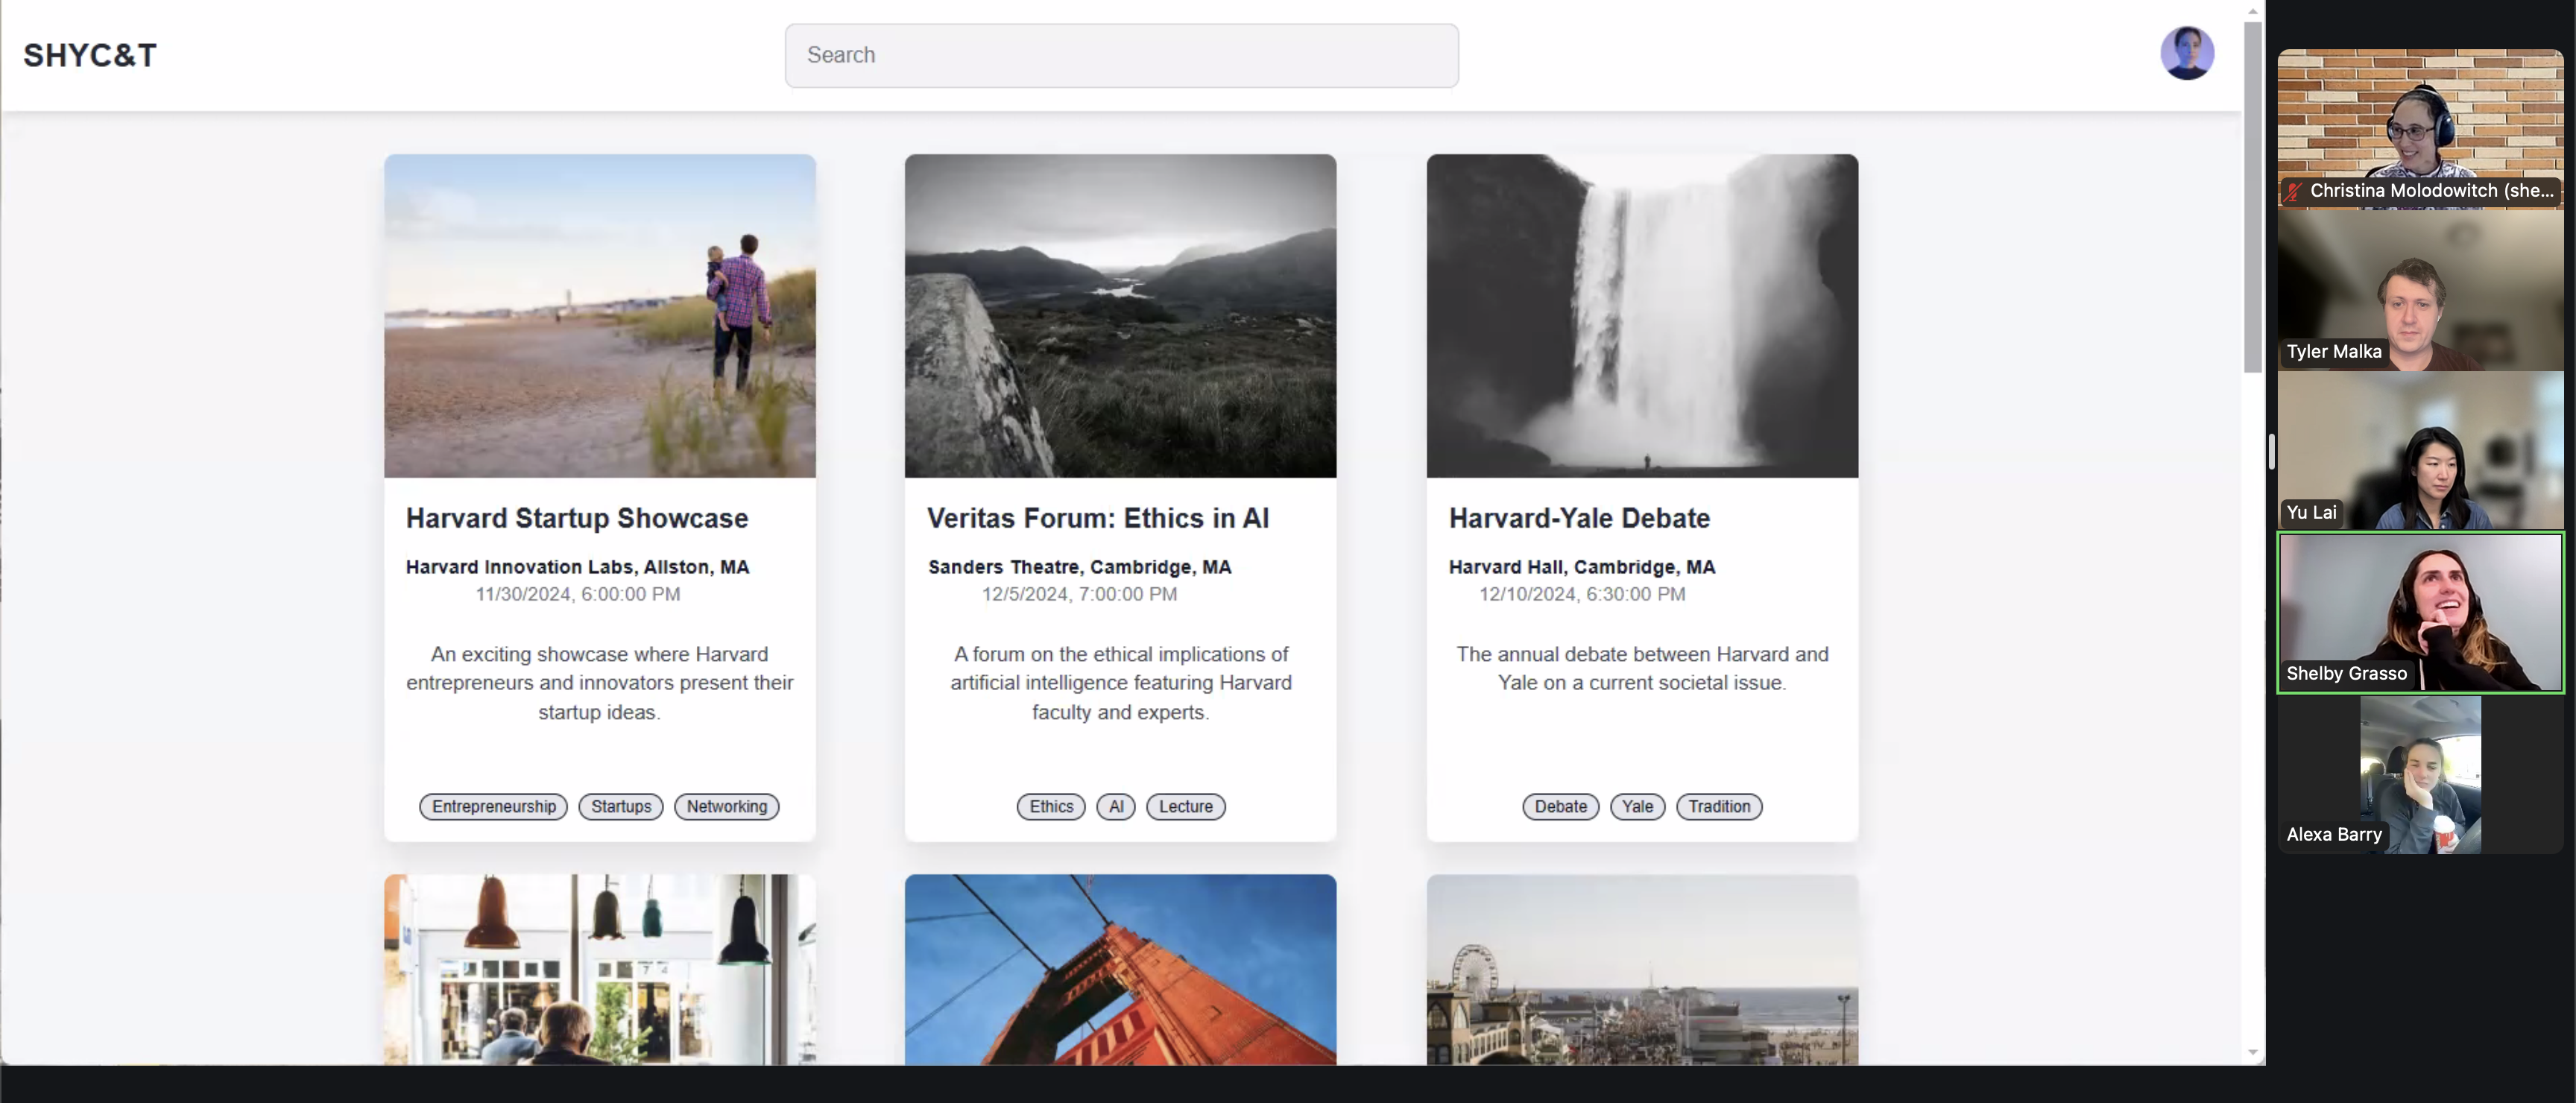 SHYC&T
Search
Harvard Startup Showcase
Harvard Innovation Labs, Allston, MA
11/30/2024, 6:00:00 PM
An exciting showcase where Harvard
entrepreneurs and innovators present their
startup ideas.
Entrepreneurship Startups Networking
Veritas Forum: Ethics in AI
Sanders Theatre, Cambridge, MA
12/5/2024, 7:00:00 PM
A forum on the ethical implications of
artificial intelligence featuring Harvard
faculty and experts.
Ethics AI Lecture
Harvard-Yale Debate
Harvard Hall, Cambridge, MA
12/10/2024, 6:30:00 PM
The annual debate between Harvard and
Yale on a current societal issue.
Debate Yale Tradition
7 4
Christina Molodowitch (she...
Tyler Malka
Yu Lai
Shelby Grasso
Alexa Barry